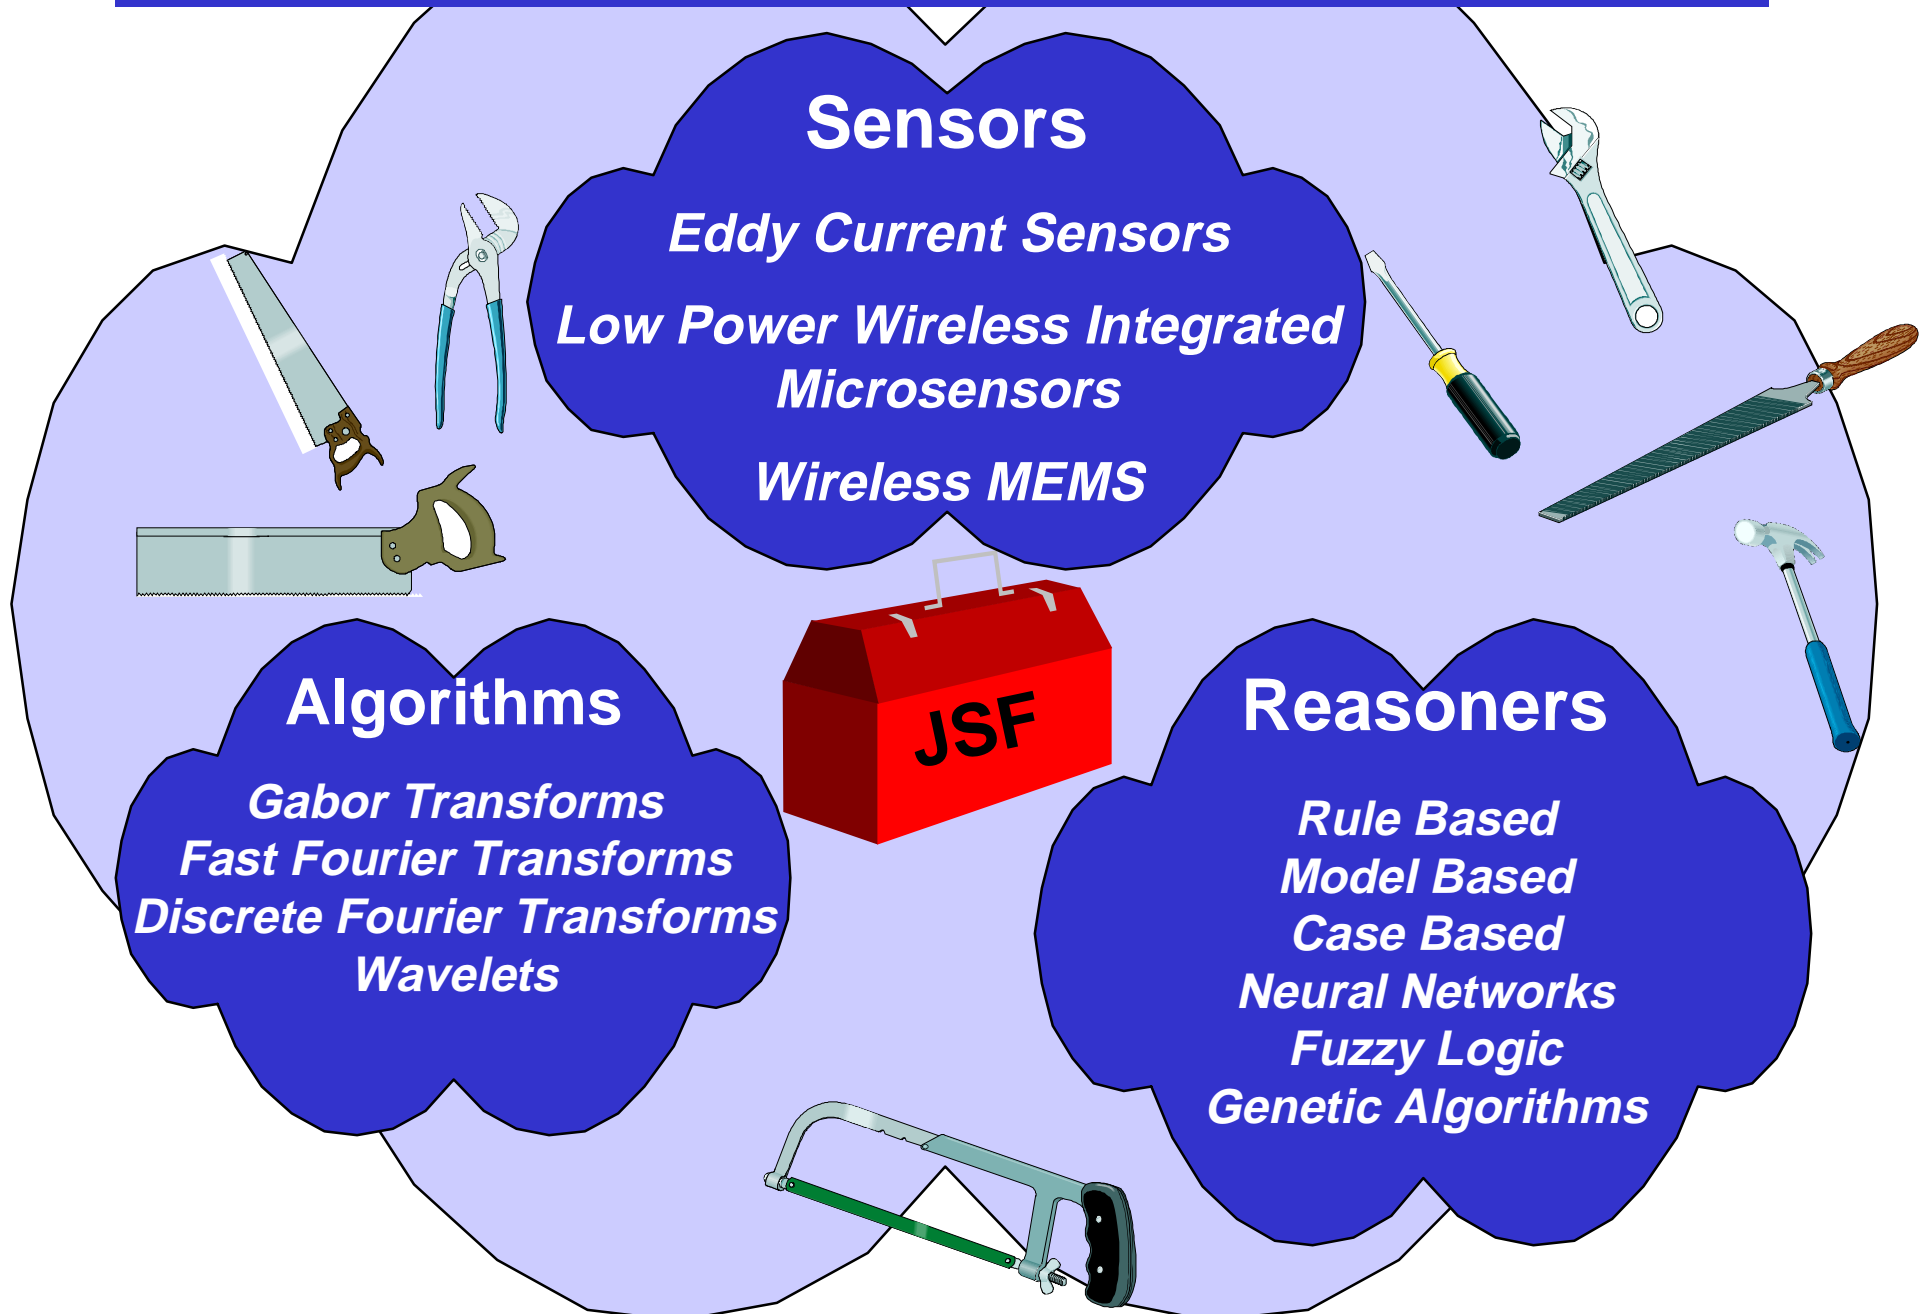 Sensors
Eddy Current Sensors
Low Power Wireless Integrated
Microsensors
Wireless MEMS
JSF
Algorithms
Gabor Transforms
Fast Fourier Transforms
Discrete Fourier Transforms
Wavelets
Reasoners
Rule Based
Model Based
Case Based
Neural Networks
Fuzzy Logic
Genetic Algorithms